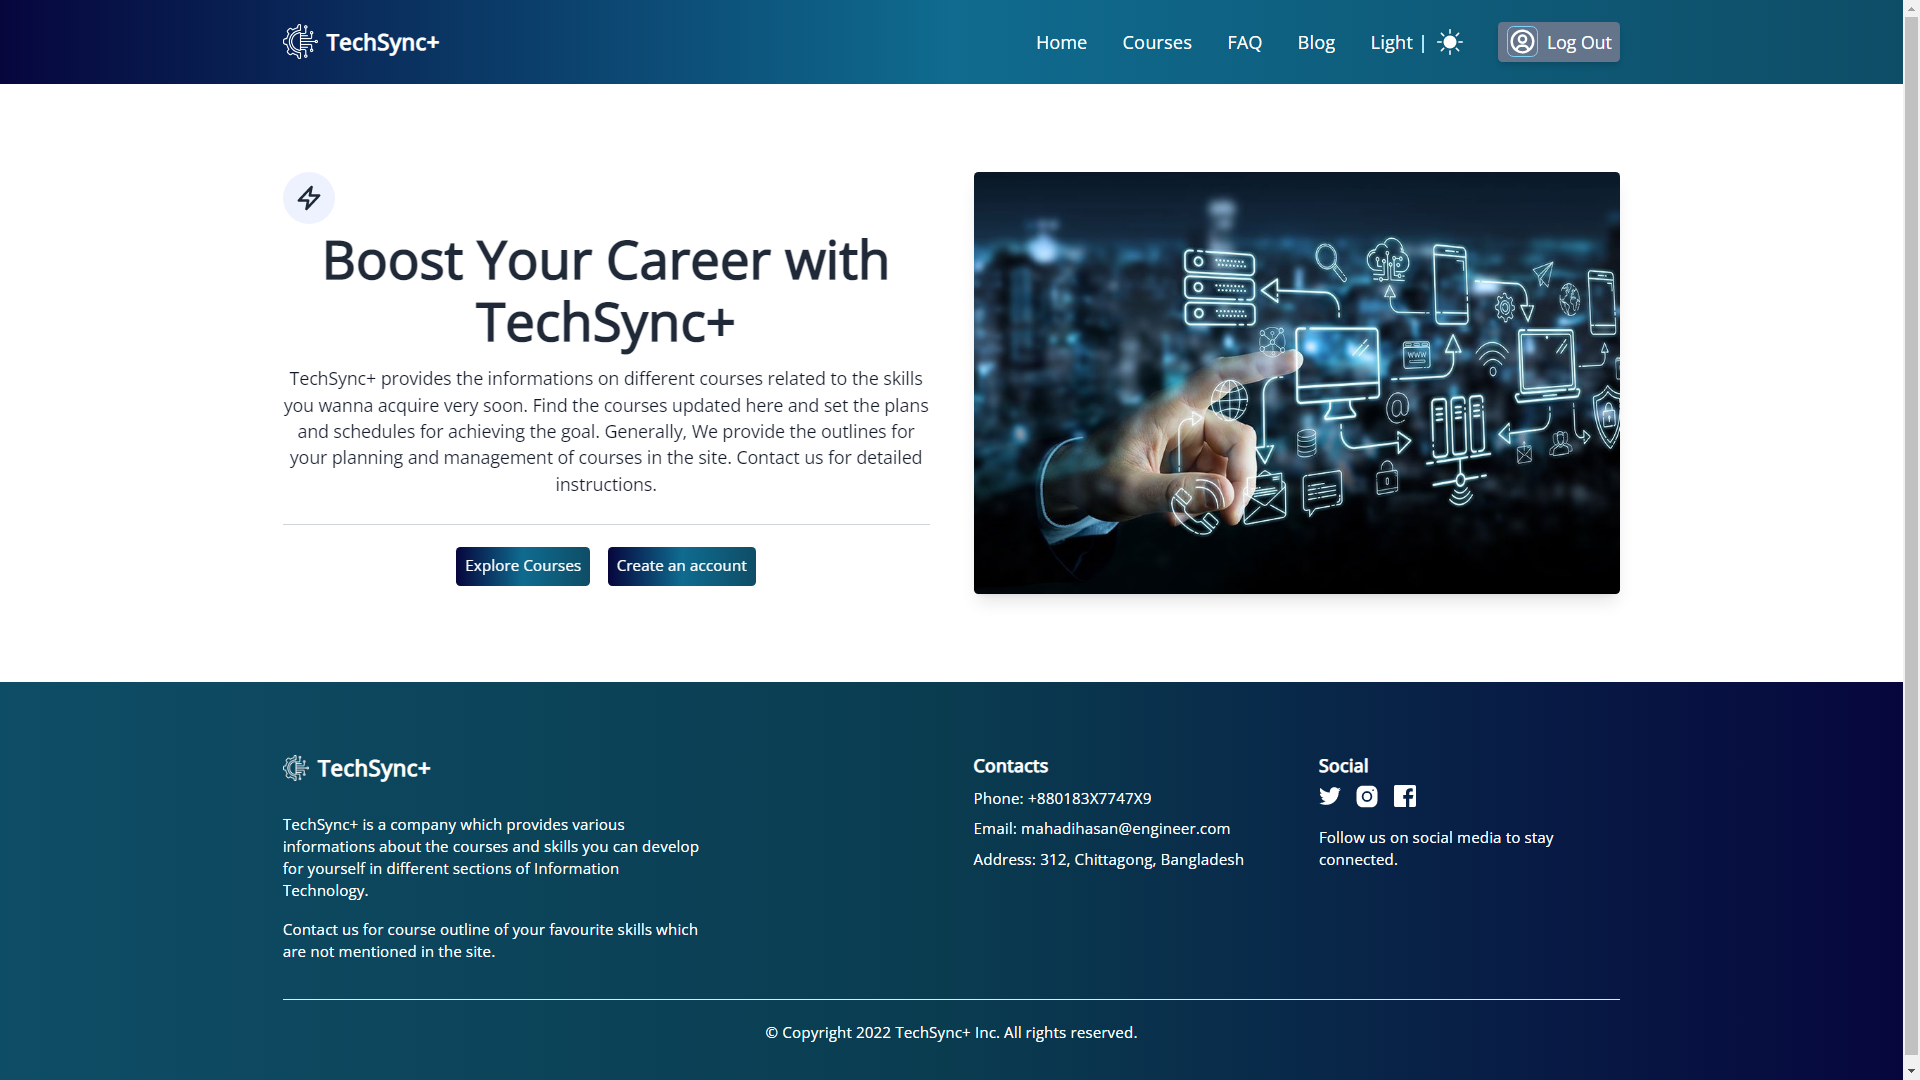 TechSync+
Home
Courses
FAQ
Blog
Light |
Log Out
Boost Your Career with
TechSync+
TechSync+ provides the informations on different courses related to the skills
you wanna acquire very soon. Find the courses updated here and set the plans
and schedules for achieving the goal. Generally, We provide the outlines for
your planning and management of courses in the site. Contact us for detailed
instructions.
Explore Courses
Create an account
WWW
TechSync+
TechSync+ is a company which provides various
informations about the courses and skills you can develop
for yourself in different sections of Information
Technology.
Contact us for course outline of your favourite skills which
are not mentioned in the site.
Contacts
Phone: +880183X7747X9
Email: mahadihasan@engineer.com
Address: 312, Chittagong, Bangladesh
Social
Follow us on social media to stay
connected.
© Copyright 2022 TechSync+ Inc. All rights reserved.